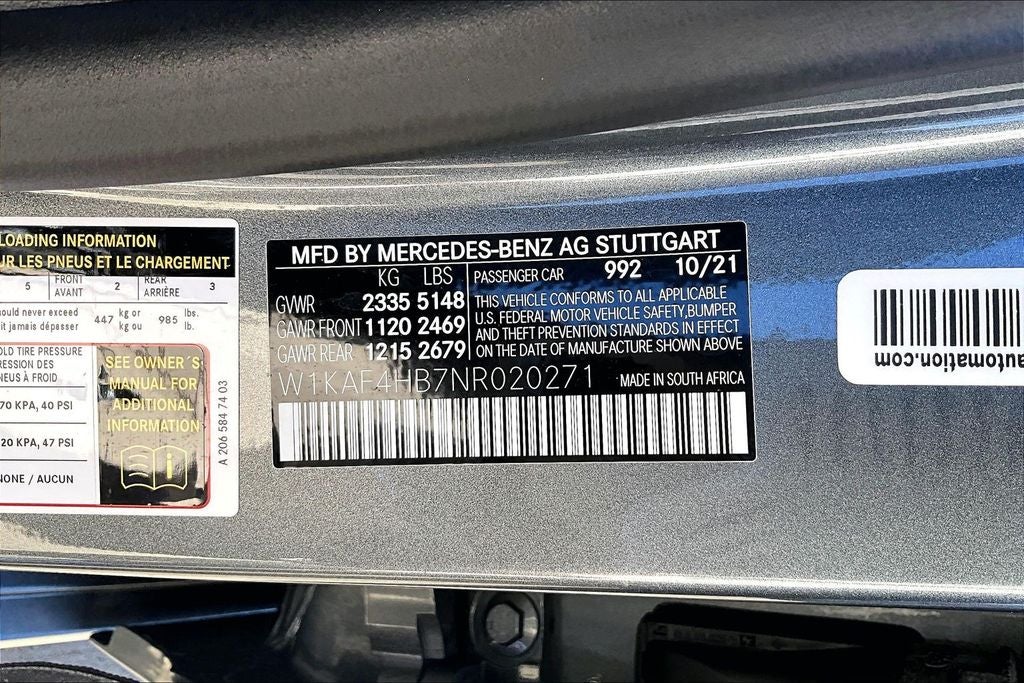 LOADING INFORMATION
UR LES PNEUS ET LE CHARGEMENT
5 FRONT AVANT 2 REAR ARRIÈRE 3
ould never exceed 447 kg or 985 lbs.
it jamais dépasser kg ou lb.
OLD TIRE PRESSURE
RESSION DES
NEUS À FROID
70 KPA, 40 PSI
20 KPA, 47 PSI
NONE / AUCUN
SEE OWNER´S
MANUAL FOR
ADDITIONAL
INFORMATION
i
A 206 584 74 03
MFD BY MERCEDES-BENZ AG STUTTGART
KG LBS
GVWR 2335 5148
GAWR FRONT 1120 2469
GAWR REAR 1215 2679
PASSENGER CAR 992 10/21
THIS VEHICLE CONFORMS TO ALL APPLICABLE
U.S. FEDERAL MOTOR VEHICLE SAFETY,BUMPER
AND THEFT PREVENTION STANDARDS IN EFFECT
ON THE DATE OF MANUFACTURE SHOWN ABOVE
W1KAF4HB7NR020271 MADE IN SOUTH AFRICA
automation.com